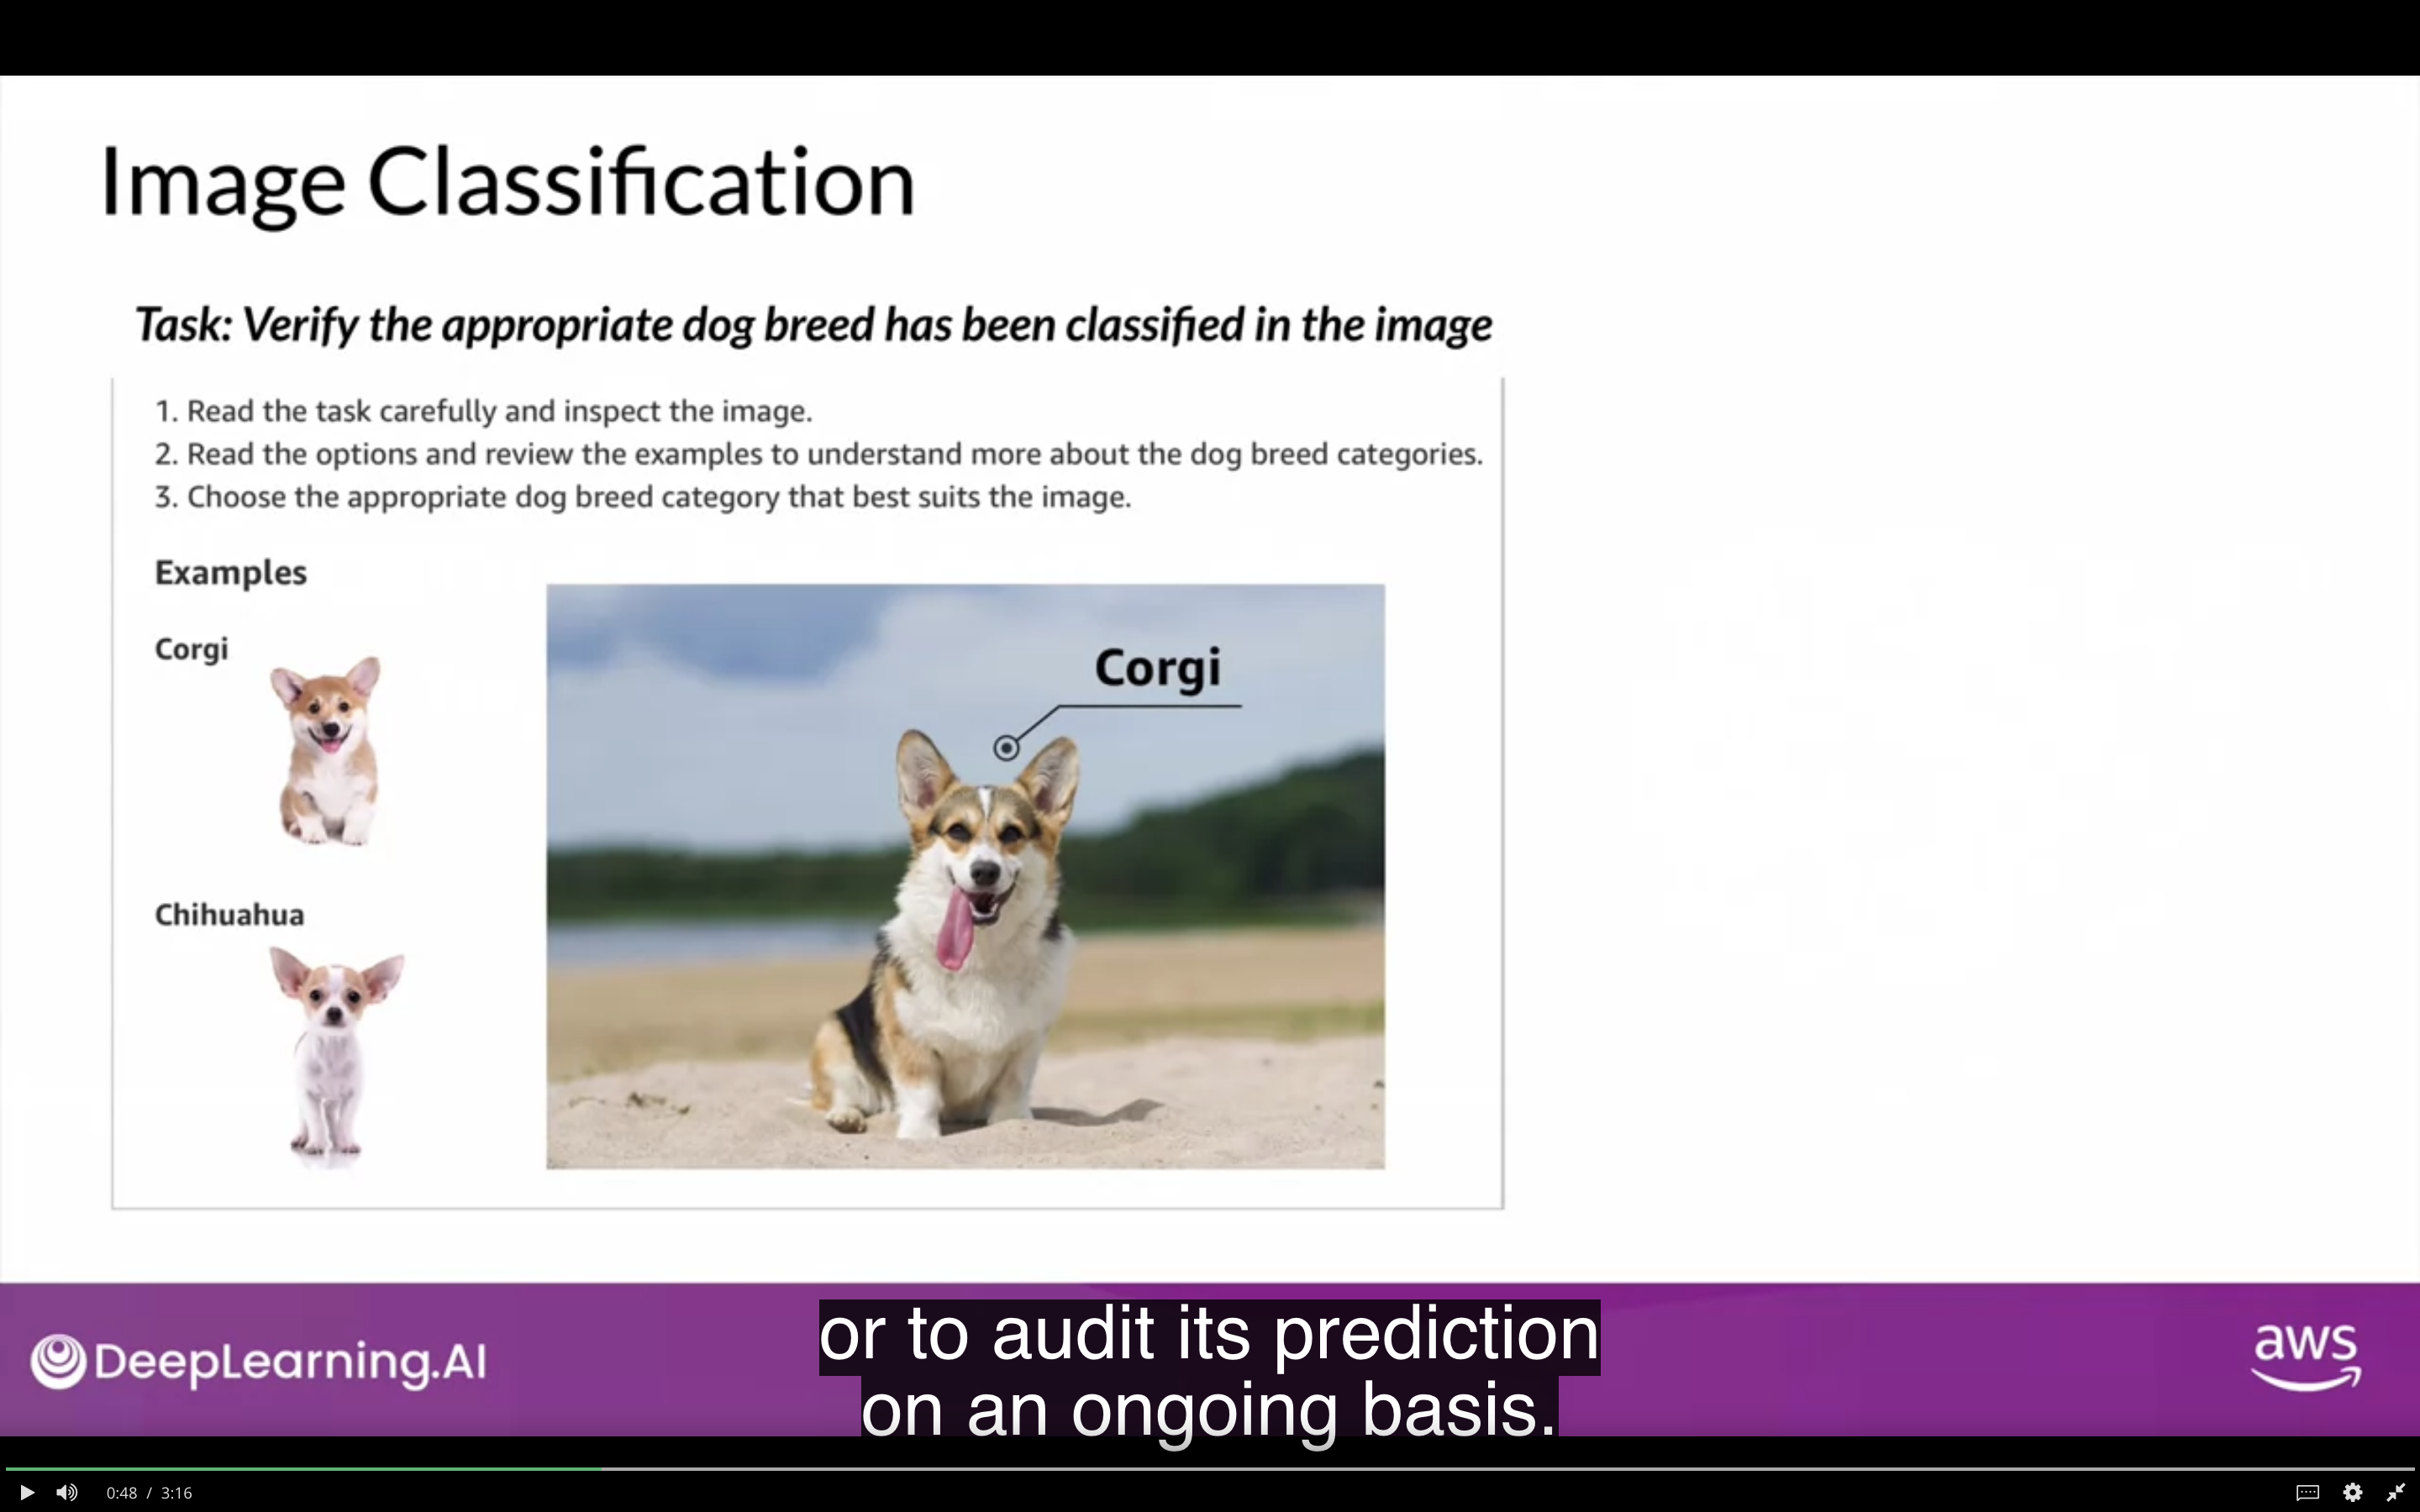 Image Classification
Task: Verify the appropriate dog breed has been classified in the image
1. Read the task carefully and inspect the image.
2. Read the options and review the examples to understand more about the dog breed categories.
3. Choose the appropriate dog breed category that best suits the image.
Examples
Corgi
Corgi
Chihuahua
DeepLearning.AI
or to audit its prediction
on an ongoing basis.
aws
0:48 / 3:16